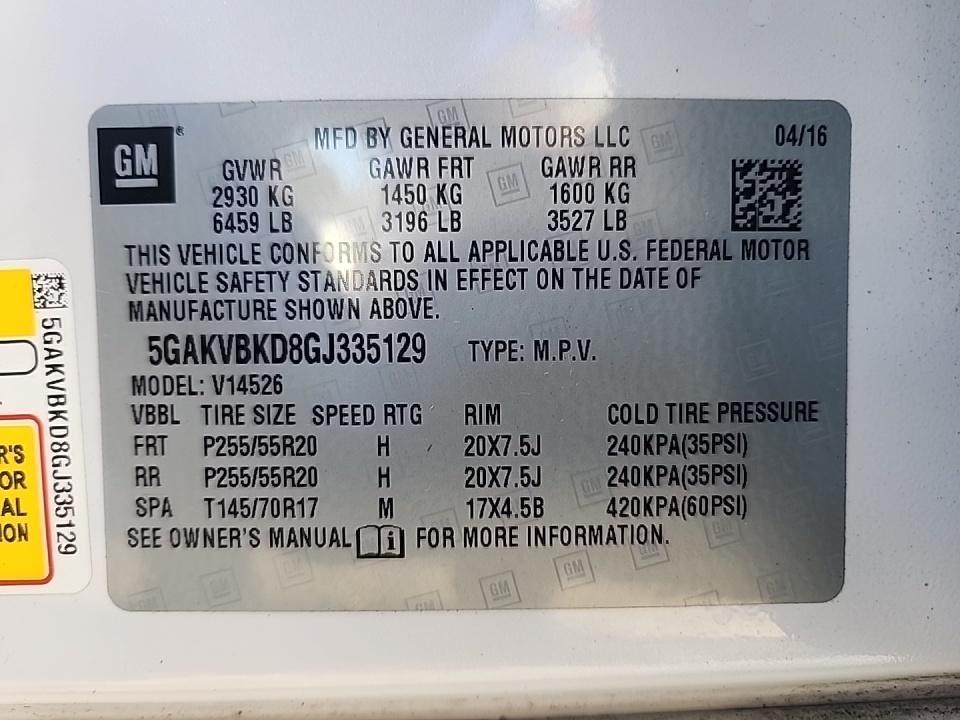 GM
MFD BY GENERAL MOTORS LLC 04/16
GVWR GAWR FRT GAWR RR
2930 KG 1450 KG 1600 KG
6459 LB 3196 LB 3527 LB
THIS VEHICLE CONFORMS TO ALL APPLICABLE U.S. FEDERAL MOTOR
VEHICLE SAFETY STANDARDS IN EFFECT ON THE DATE OF
MANUFACTURE SHOWN ABOVE.
5GAKVBKD8GJ335129 TYPE: M.P.V.
MODEL: V14526
VBBL TIRE SIZE SPEED RTG RIM COLD TIRE PRESSURE
FRT P255/55R20 H 20X7.5J 240KPA(35PSI)
RR P255/55R20 H 20X7.5J 240KPA(35PSI)
SPA T145/70R17 M 17X4.5B 420KPA(60PSI)
SEE OWNER'S MANUAL i FOR MORE INFORMATION.
5GAKVBKD8GJ335129
R'S
OR
AL
ION